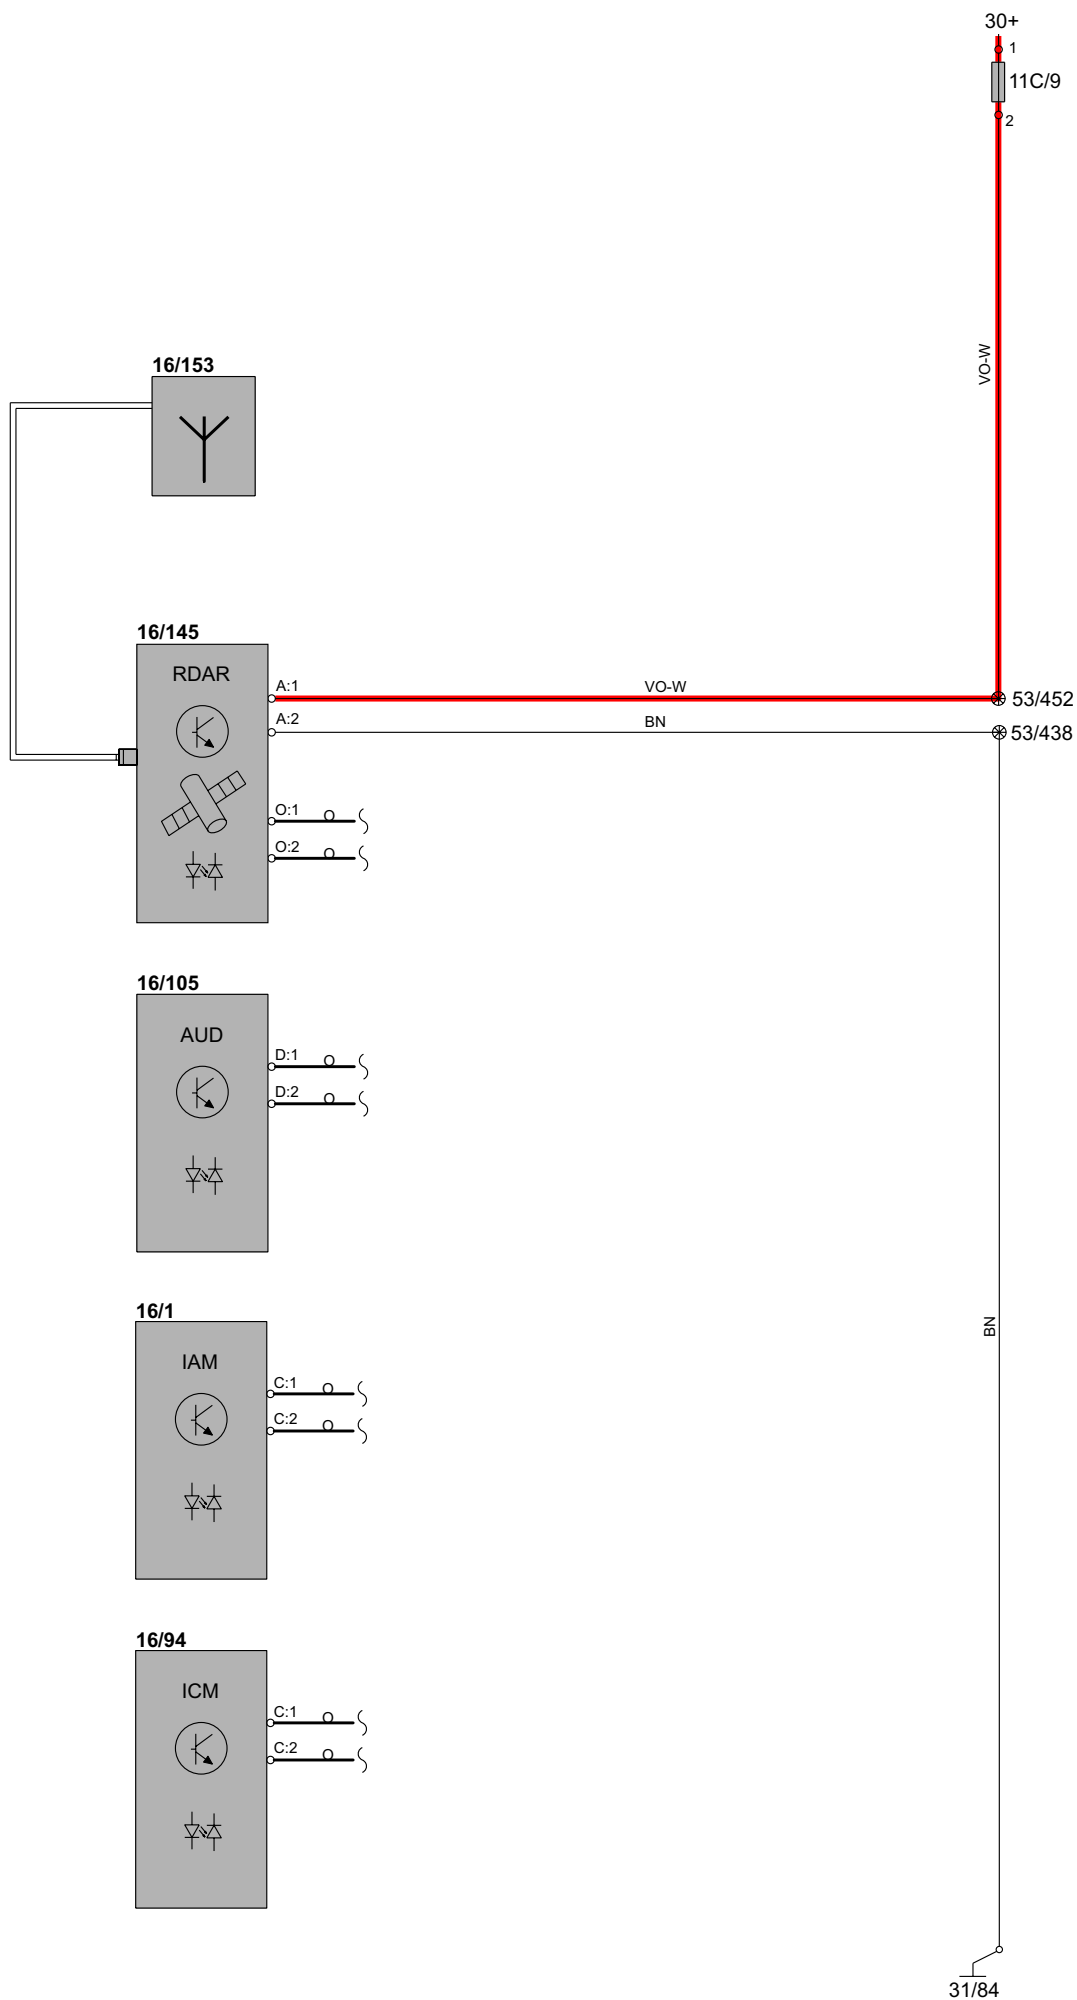 30+
1
11C/9
2
VO-W
16/153
16/145
RDAR
A:1
VO-W
53/452
A:2
BN
53/438
O:1
O:2
16/105
AUD
D:1
D:2
BN
16/1
IAM
C:1
C:2
16/94
ICM
C:1
C:2
31/84